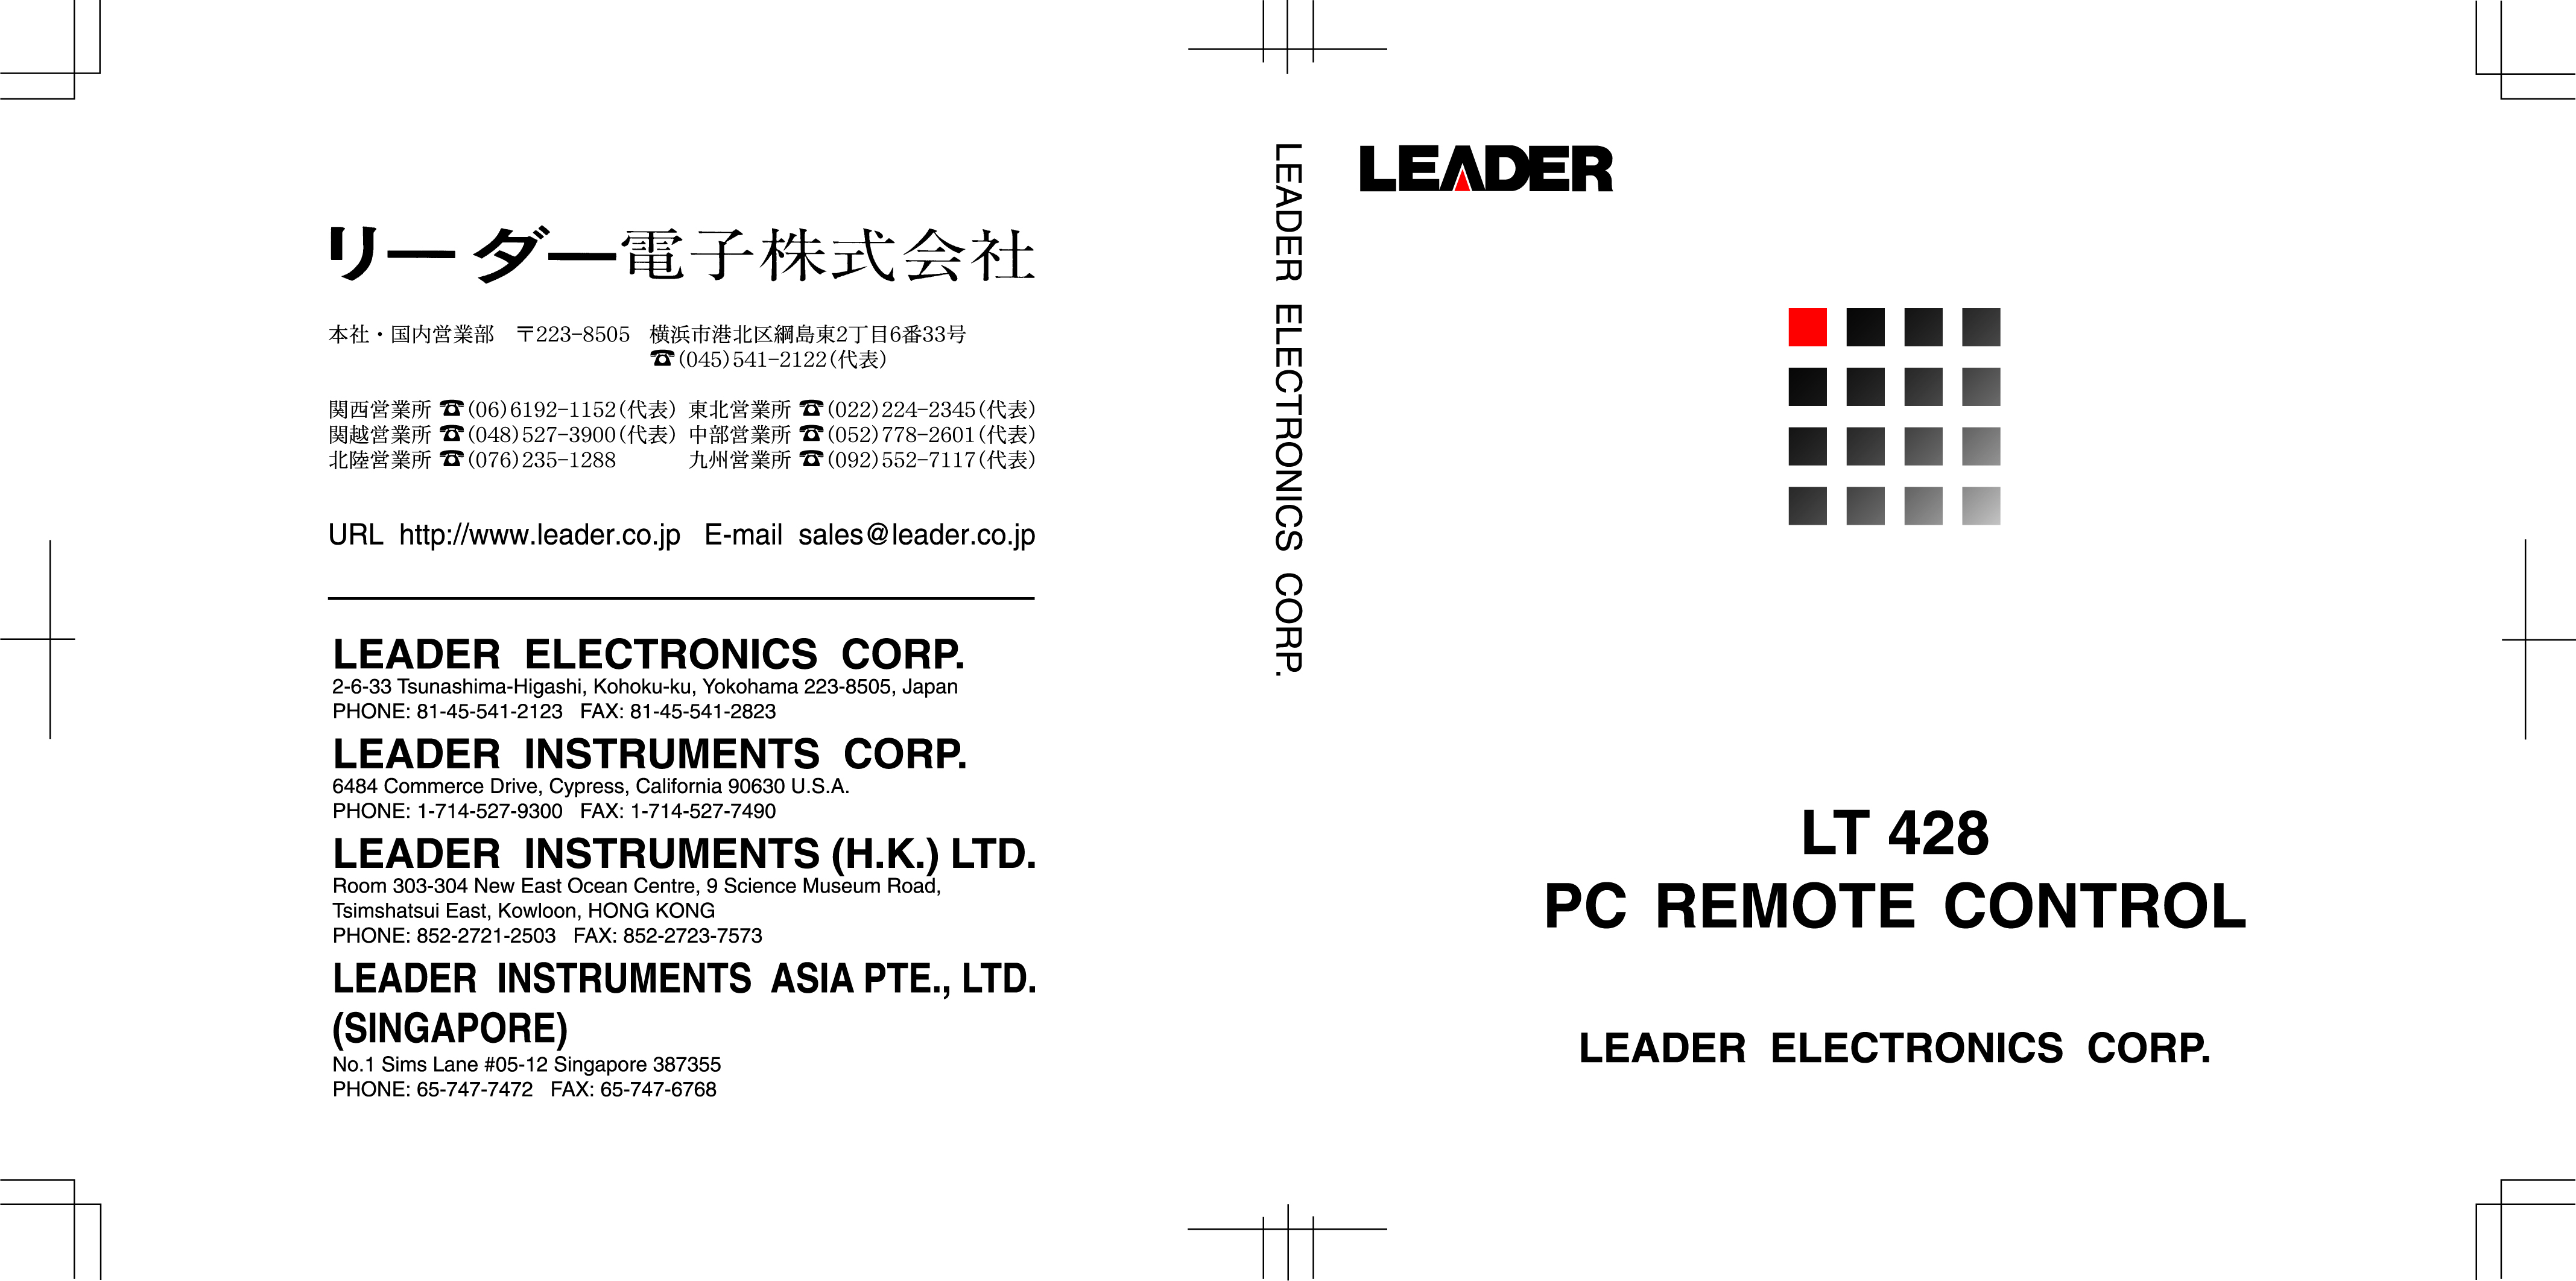 リーダー電子株式会社
本社・国内営業部　〒223-8505　横浜市港北区綱島東2丁目6番33号
☎(045)541-2122(代表)
関西営業所 ☎(06)6192-1152(代表) 東北営業所 ☎(022)224-2345(代表)
関越営業所 ☎(048)527-3900(代表) 中部営業所 ☎(052)778-2601(代表)
北陸営業所 ☎(076)235-1288 九州営業所 ☎(092)552-7117(代表)
URL http://www.leader.co.jp E-mail sales@leader.co.jp
LEADER ELECTRONICS CORP.
2-6-33 Tsunashima-Higashi, Kohoku-ku, Yokohama 223-8505, Japan
PHONE: 81-45-541-2123 FAX: 81-45-541-2823
LEADER INSTRUMENTS CORP.
6484 Commerce Drive, Cypress, California 90630 U.S.A.
PHONE: 1-714-527-9300 FAX: 1-714-527-7490
LEADER INSTRUMENTS (H.K.) LTD.
Room 303-304 New East Ocean Centre, 9 Science Museum Road,
Tsimshatsui East, Kowloon, HONG KONG
PHONE: 852-2721-2503 FAX: 852-2723-7573
LEADER INSTRUMENTS ASIA PTE., LTD.
(SINGAPORE)
No.1 Sims Lane #05-12 Singapore 387355
PHONE: 65-747-7472 FAX: 65-747-6768
LEADER ELECTRONICS CORP.
LEADER
LT 428
PC REMOTE CONTROL
LEADER ELECTRONICS CORP.